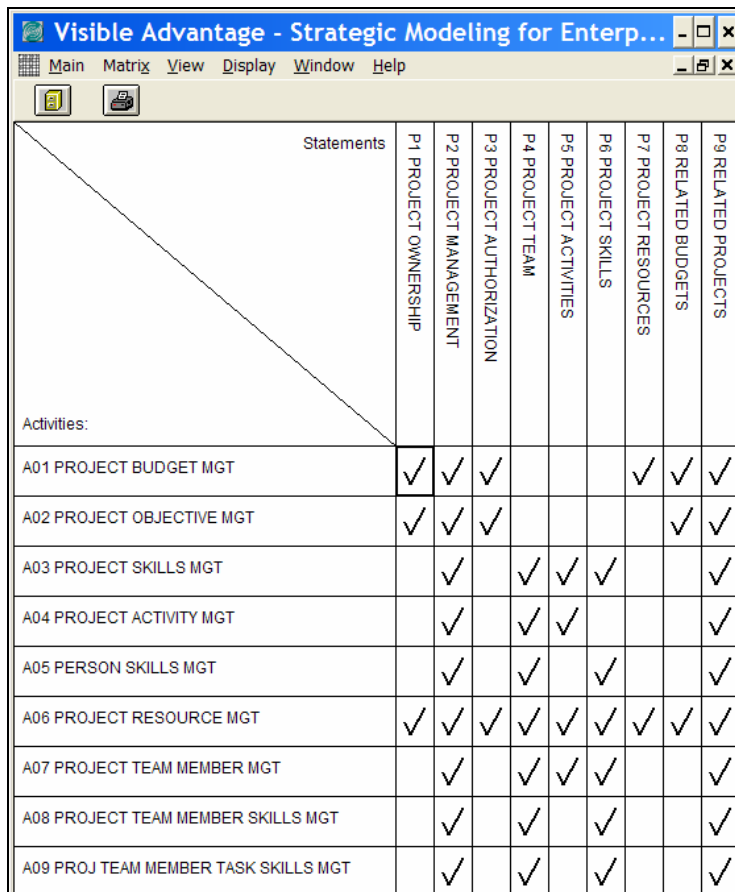 Visible Advantage - Strategic Modeling for Enterp...
Main Matrix View Display Window Help
Statements
P1 PROJECT OWNERSHIP
P2 PROJECT MANAGEMENT
P3 PROJECT AUTHORIZATION
P4 PROJECT TEAM
P5 PROJECT ACTIVITIES
P6 PROJECT SKILLS
P7 PROJECT RESOURCES
P8 RELATED BUDGETS
P9 RELATED PROJECTS
Activities:
A01 PROJECT BUDGET MGT
A02 PROJECT OBJECTIVE MGT
A03 PROJECT SKILLS MGT
A04 PROJECT ACTIVITY MGT
A05 PERSON SKILLS MGT
A06 PROJECT RESOURCE MGT
A07 PROJECT TEAM MEMBER MGT
A08 PROJECT TEAM MEMBER SKILLS MGT
A09 PROJ TEAM MEMBER TASK SKILLS MGT